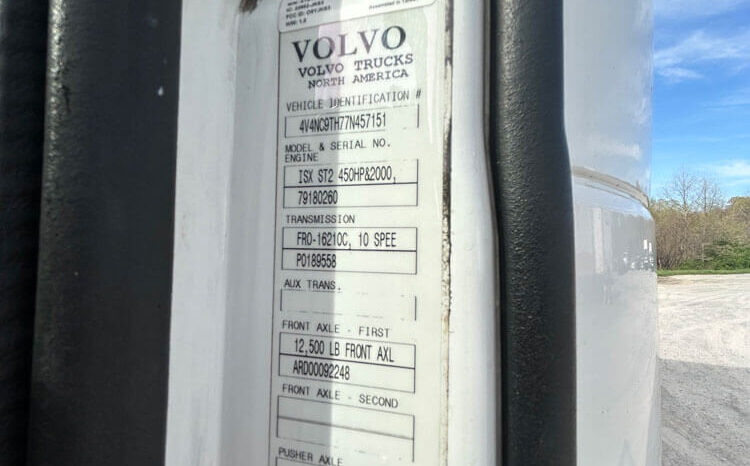 VOLVO
VOLVO TRUCKS
NORTH AMERICA
VEHICLE IDENTIFICATION #
4V4NC9TH77N457151
MODEL & SERIAL NO.
ENGINE
ISX ST2 450HP&2000,
79180260
TRANSMISSION
FRO-16210C, 10 SPEE
P0189558
AUX TRANS.
FRONT AXLE - FIRST
12,500 LB FRONT AXL
ARD00092248
FRONT AXLE - SECOND
PUSHER AXLE